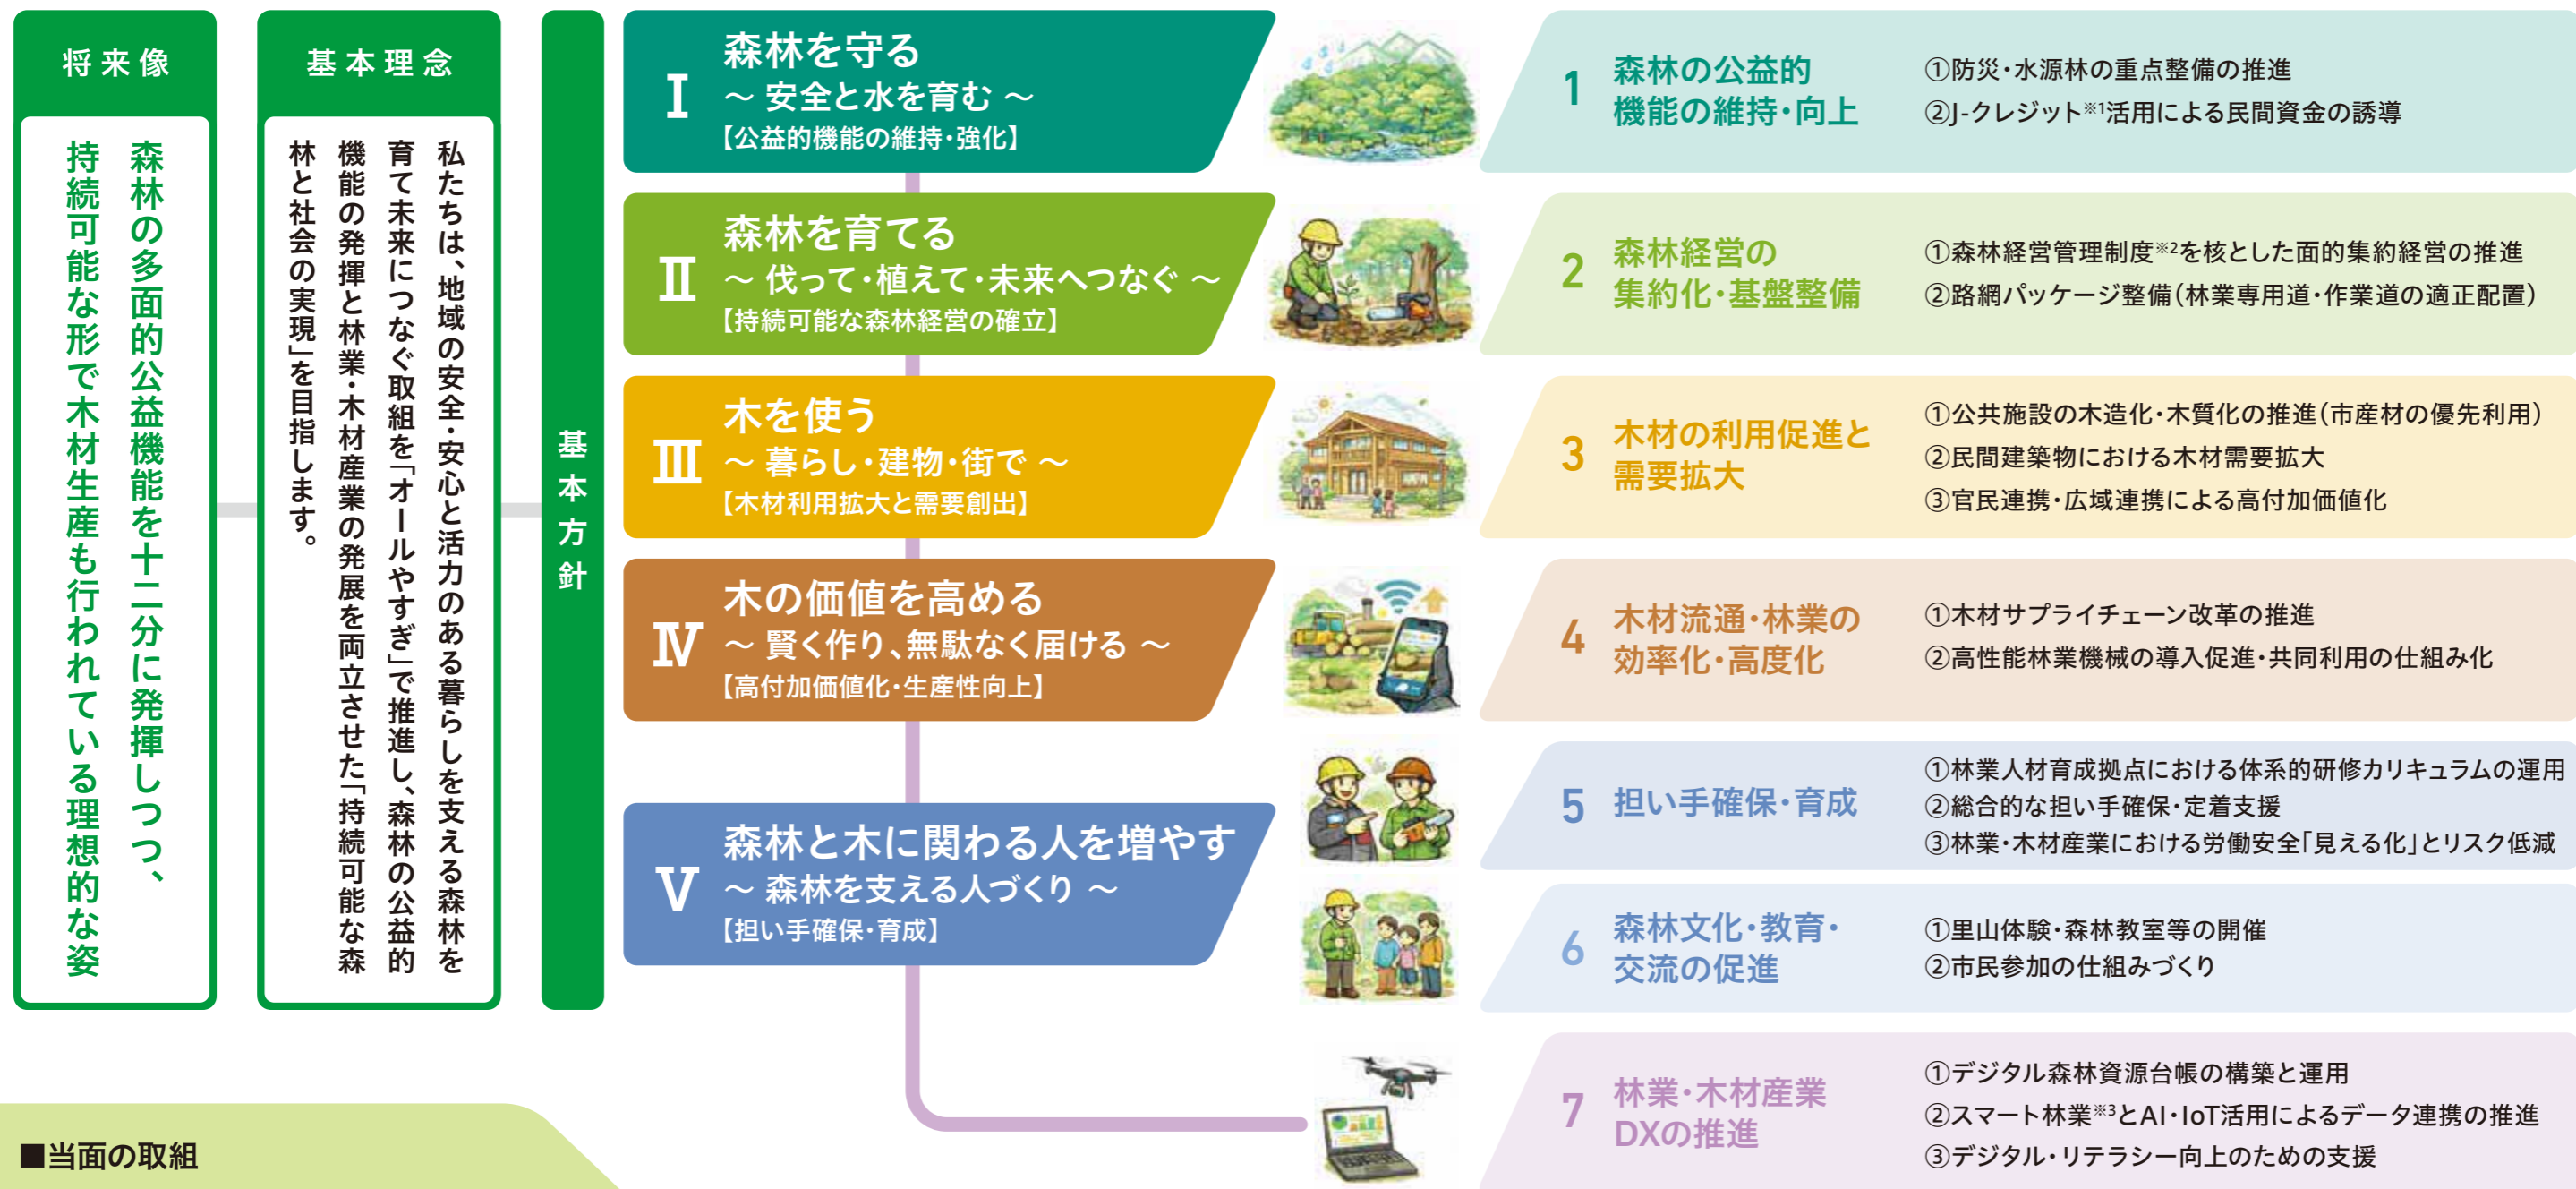 将来像
森林の多面的公益機能を十二分に発揮しつつ、
持続可能な形で木材生産も行われている理想的な姿
基本理念
私たちは、地域の安全・安心と活力のある暮らしを支える森林を
育て未来につなぐ取組を「オールやすぎ」で推進し、森林の公益的
機能の発揮と林業・木材産業の発展を両立させた「持続可能な森
林と社会の実現」を目指します。
基本方針
Ⅰ
森林を守る
～ 安全と水を育む ～
【公益的機能の維持・強化】
Ⅱ
森林を育てる
～ 伐って・植えて・未来へつなぐ ～
【持続可能な森林経営の確立】
Ⅲ
木を使う
～ 暮らし・建物・街で ～
【木材利用拡大と需要創出】
Ⅳ
木の価値を高める
～ 賢く作り、無駄なく届ける ～
【高付加価値化・生産性向上】
Ⅴ
森林と木に関わる人を増やす
～ 森林を支える人づくり ～
【担い手確保・育成】
1
森林の公益的
機能の維持・向上
①防災・水源林の重点整備の推進
②J-クレジット※1活用による民間資金の誘導
2
森林経営の
集約化・基盤整備
①森林経営管理制度※2を核とした面的集約経営の推進
②路網パッケージ整備（林業専用道・作業道の適正配置）
3
木材の利用促進と
需要拡大
①公共施設の木造化・木質化の推進（市産材の優先利用）
②民間建築物における木材需要拡大
③官民連携・広域連携による高付加価値化
4
木材流通・林業の
効率化・高度化
①木材サプライチェーン改革の推進
②高性能林業機械の導入促進・共同利用の仕組み化
5
担い手確保・育成
①林業人材育成拠点における体系的研修カリキュラムの運用
②総合的な担い手確保・定着支援
③林業・木材産業における労働安全「見える化」とリスク低減
6
森林文化・教育・
交流の促進
①里山体験・森林教室等の開催
②市民参加の仕組みづくり
7
林業・木材産業
DXの推進
①デジタル森林資源台帳の構築と運用
②スマート林業※3とAI・IoT活用によるデータ連携の推進
③デジタル・リテラシー向上のための支援
■当面の取組